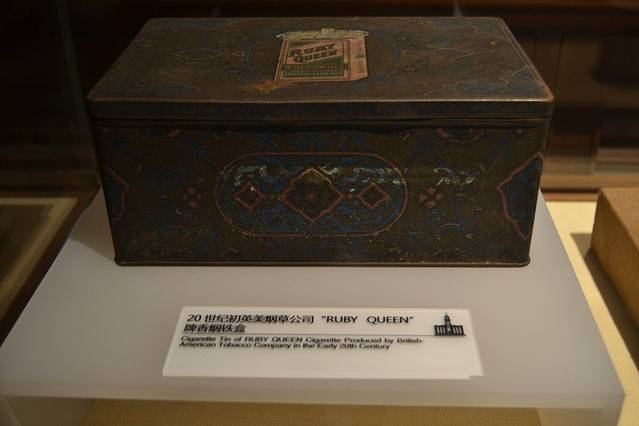 RUBY
QUEEN
20 世纪初英美烟草公司“RUBY QUEEN”
牌香烟铁盒
Cigarette Tin of RUBY QUEEN Cigarette Produced by British-
American Tobacco Company in the Early 20th Century